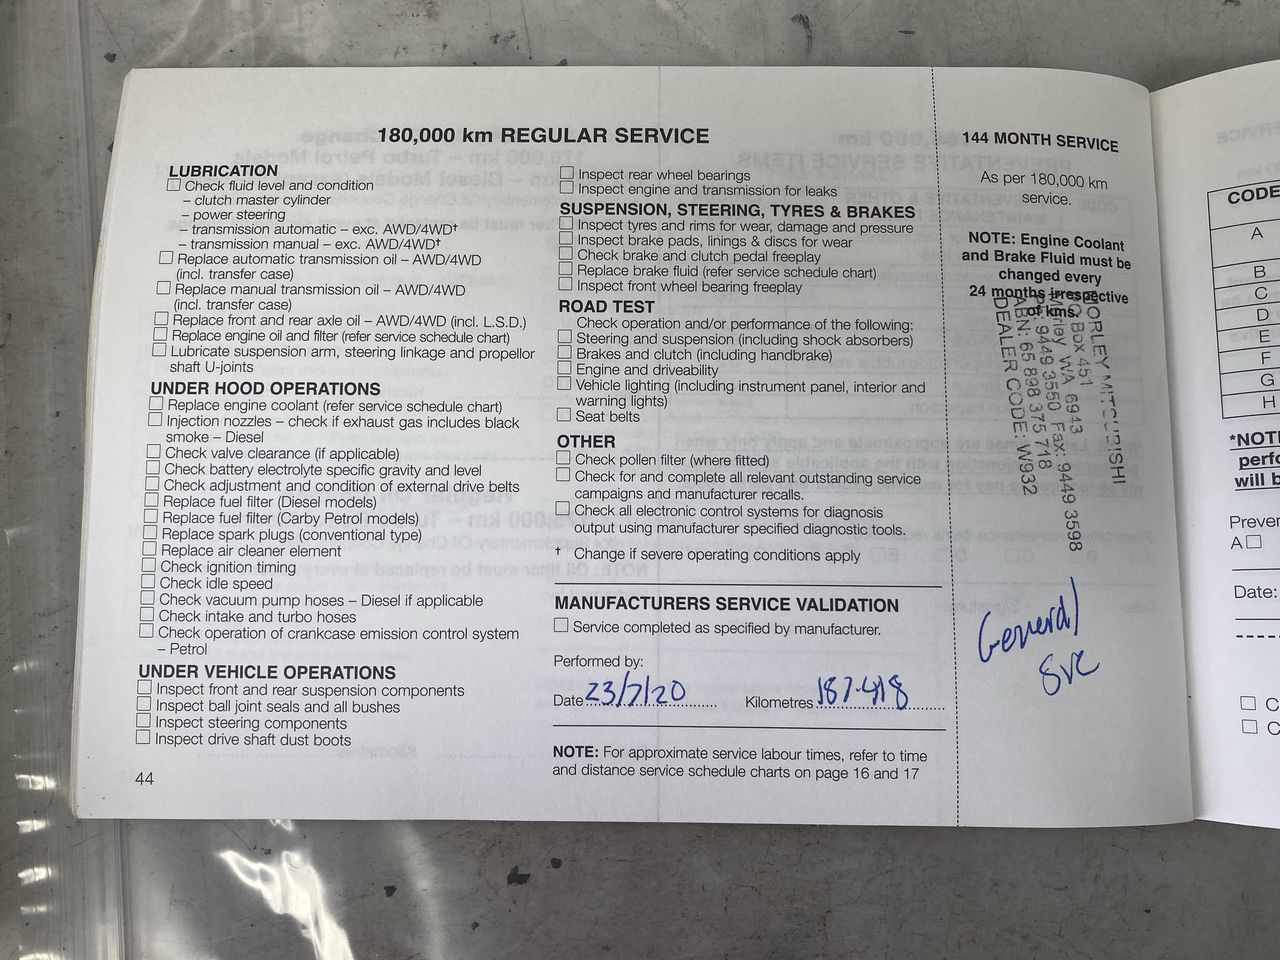 180,000 km REGULAR SERVICE
LUBRICATION
Check fluid level and condition
– clutch master cylinder
– power steering
– transmission automatic – exc. AWD/4WD†
– transmission manual – exc. AWD/4WD†
Replace automatic transmission oil – AWD/4WD
(incl. transfer case)
Replace manual transmission oil – AWD/4WD
(incl. transfer case)
Replace front and rear axle oil – AWD/4WD (incl. L.S.D.)
Replace engine oil and filter (refer service schedule chart)
Lubricate suspension arm, steering linkage and propellor
shaft U-joints
UNDER HOOD OPERATIONS
Replace engine coolant (refer service schedule chart)
Injection nozzles – check if exhaust gas includes black
smoke – Diesel
Check valve clearance (if applicable)
Check battery electrolyte specific gravity and level
Check adjustment and condition of external drive belts
Replace fuel filter (Diesel models)
Replace fuel filter (Carby Petrol models)
Replace spark plugs (conventional type)
Replace air cleaner element
Check ignition timing
Check idle speed
Check vacuum pump hoses – Diesel if applicable
Check intake and turbo hoses
Check operation of crankcase emission control system
– Petrol
UNDER VEHICLE OPERATIONS
Inspect front and rear suspension components
Inspect ball joint seals and all bushes
Inspect steering components
Inspect drive shaft dust boots
44
Inspect rear wheel bearings
Inspect engine and transmission for leaks
SUSPENSION, STEERING, TYRES & BRAKES
Inspect tyres and rims for wear, damage and pressure
Inspect brake pads, linings & discs for wear
Check brake and clutch pedal freeplay
Replace brake fluid (refer service schedule chart)
Inspect front wheel bearing freeplay
ROAD TEST
Check operation and/or performance of the following:
Steering and suspension (including shock absorbers)
Brakes and clutch (including handbrake)
Engine and driveability
Vehicle lighting (including instrument panel, interior and
warning lights)
Seat belts
OTHER
Check pollen filter (where fitted)
Check for and complete all relevant outstanding service
campaigns and manufacturer recalls.
Check all electronic control systems for diagnosis
output using manufacturer specified diagnostic tools.
† Change if severe operating conditions apply
MANUFACTURERS SERVICE VALIDATION
Service completed as specified by manufacturer.
Performed by:
Date 23/7/20 Kilometres 187.418
NOTE: For approximate service labour times, refer to time
and distance service schedule charts on page 16 and 17
144 MONTH SERVICE
As per 180,000 km
service.
NOTE: Engine Coolant
and Brake Fluid must be
changed every
24 months irrespective
of kms.
MORLEY MITSUBISHI
PO Box 451
Morley WA 6943
PH: 9449 3550 Fax: 9449 3598
ABN: 65 898 375 718
DEALER CODE: W932
General
svc
CODE
A
B
C
D
E
F
G
H
A
Date: